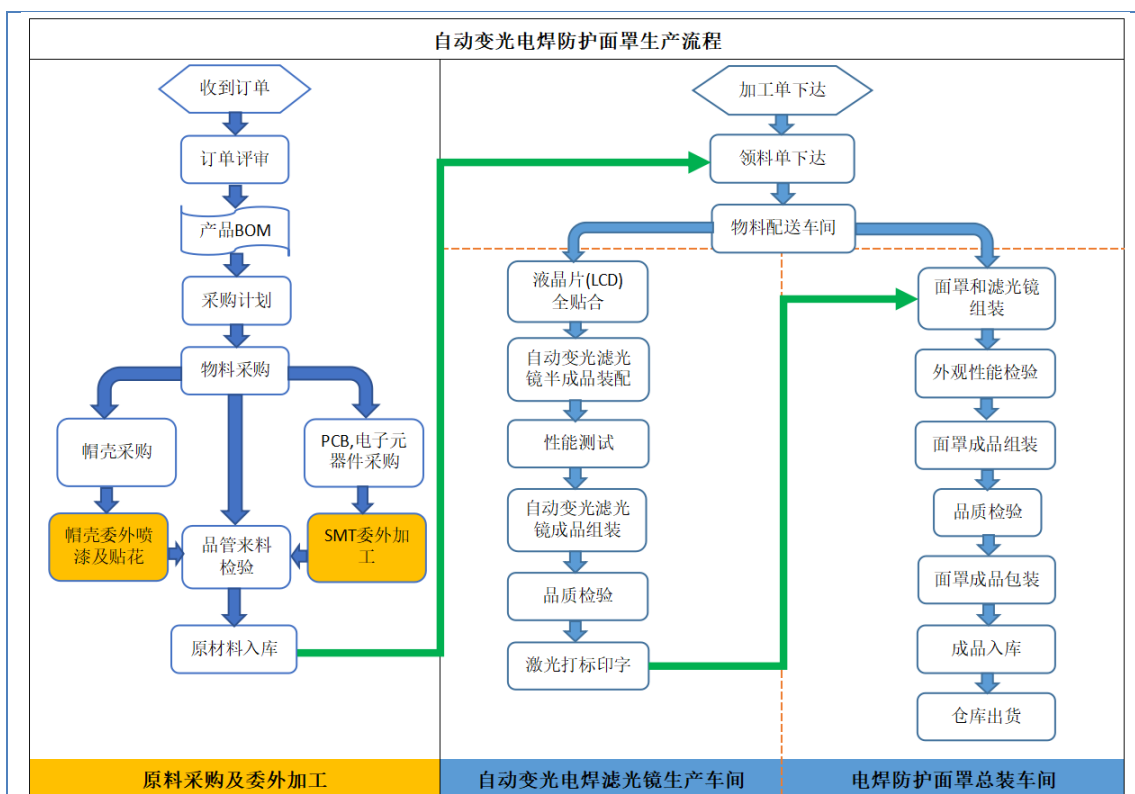 自动变光电焊防护面罩生产流程
收到订单
订单评审
产品BOM
采购计划
物料采购
帽壳采购
PCB,电子元
器件采购
帽壳委外喷
漆及贴花
品管来料
检验
SMT委外加
工
原材料入库
原料采购及委外加工
加工单下达
领料单下达
物料配送车间
液晶片(LCD)
全贴合
自动变光滤光
镜半成品装配
性能测试
自动变光滤光
镜成品组装
品质检验
激光打标印字
自动变光电焊滤光镜生产车间
面罩和滤光镜
组装
外观性能检验
面罩成品组装
品质检验
面罩成品包装
成品入库
仓库出货
电焊防护面罩总装车间